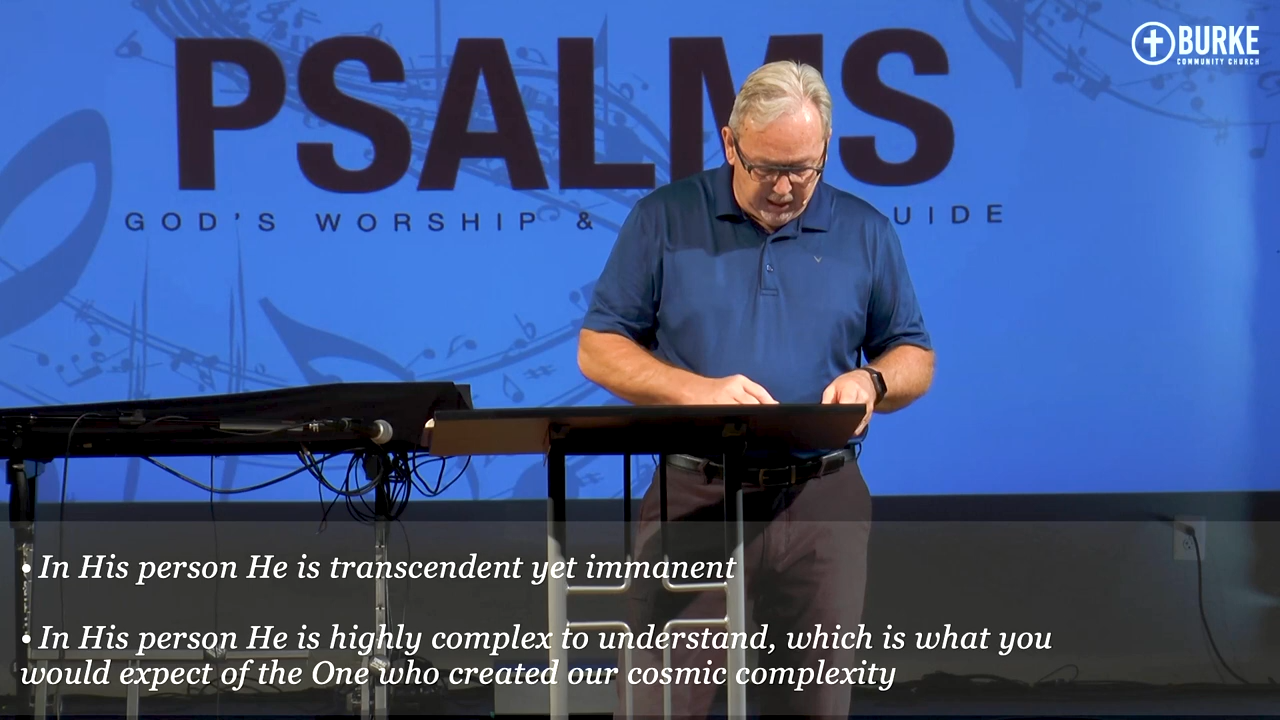 PSALMS
BURKE
COMMUNITY CHURCH
GOD'S WORSHIP &
• In His person He is transcendent yet immanent
• In His person He is highly complex to understand, which is what you
would expect of the One who created our cosmic complexity